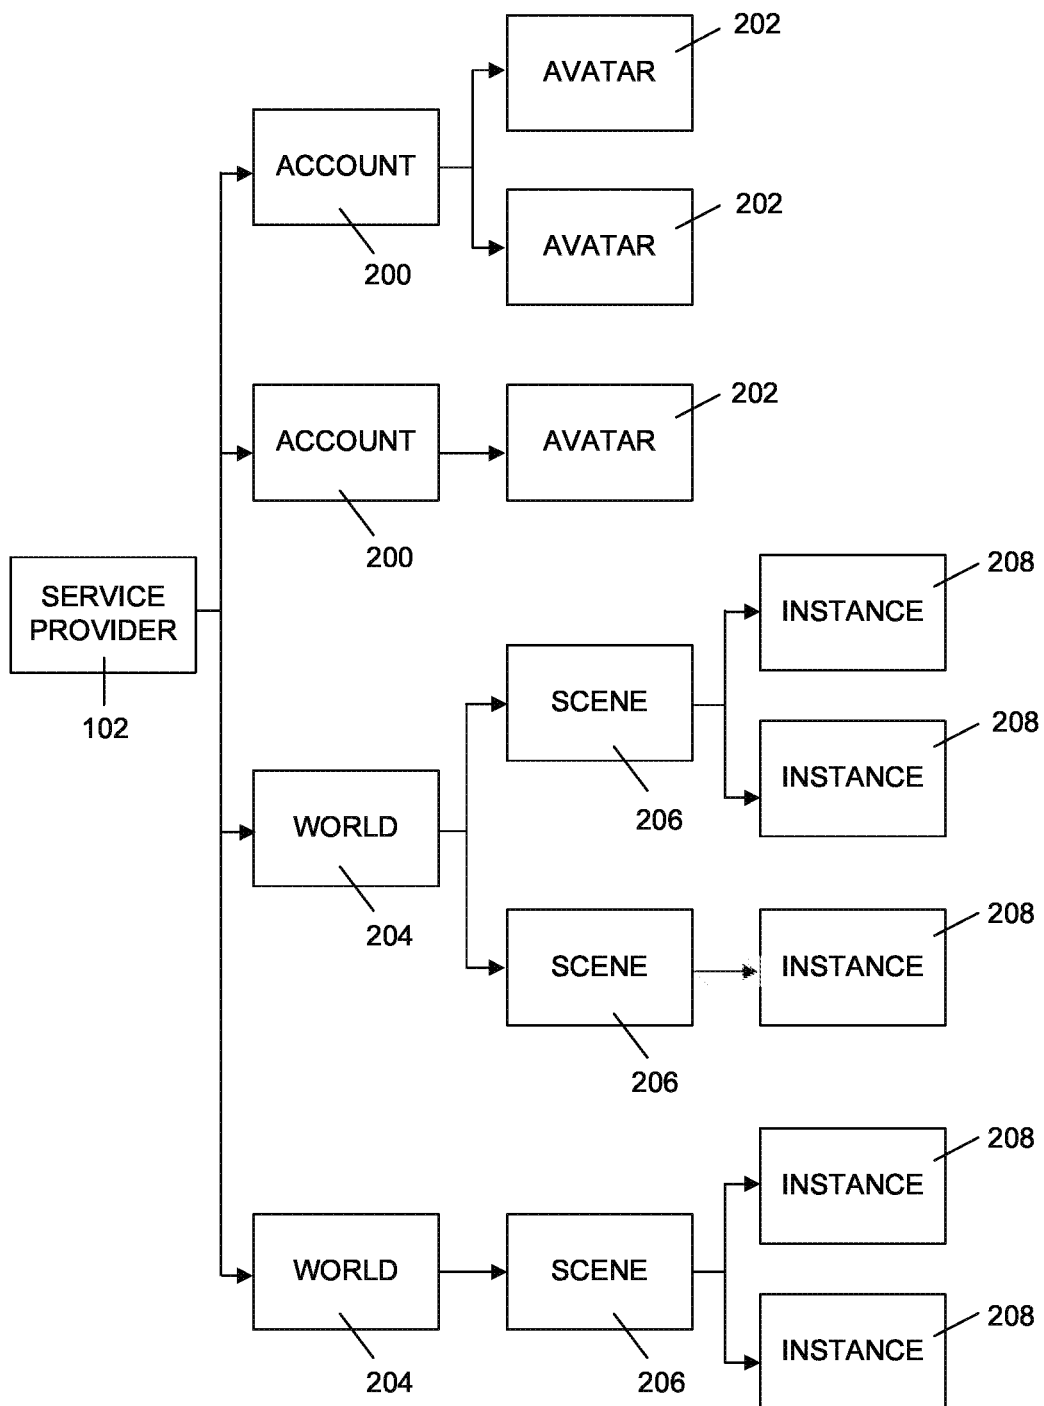 202
AVATAR
ACCOUNT
202
AVATAR
200
202
ACCOUNT
AVATAR
200
208
SERVICE
PROVIDER
INSTANCE
102
SCENE
208
INSTANCE
206
WORLD
208
204
SCENE
INSTANCE
206
208
INSTANCE
WORLD
SCENE
208
INSTANCE
204
206